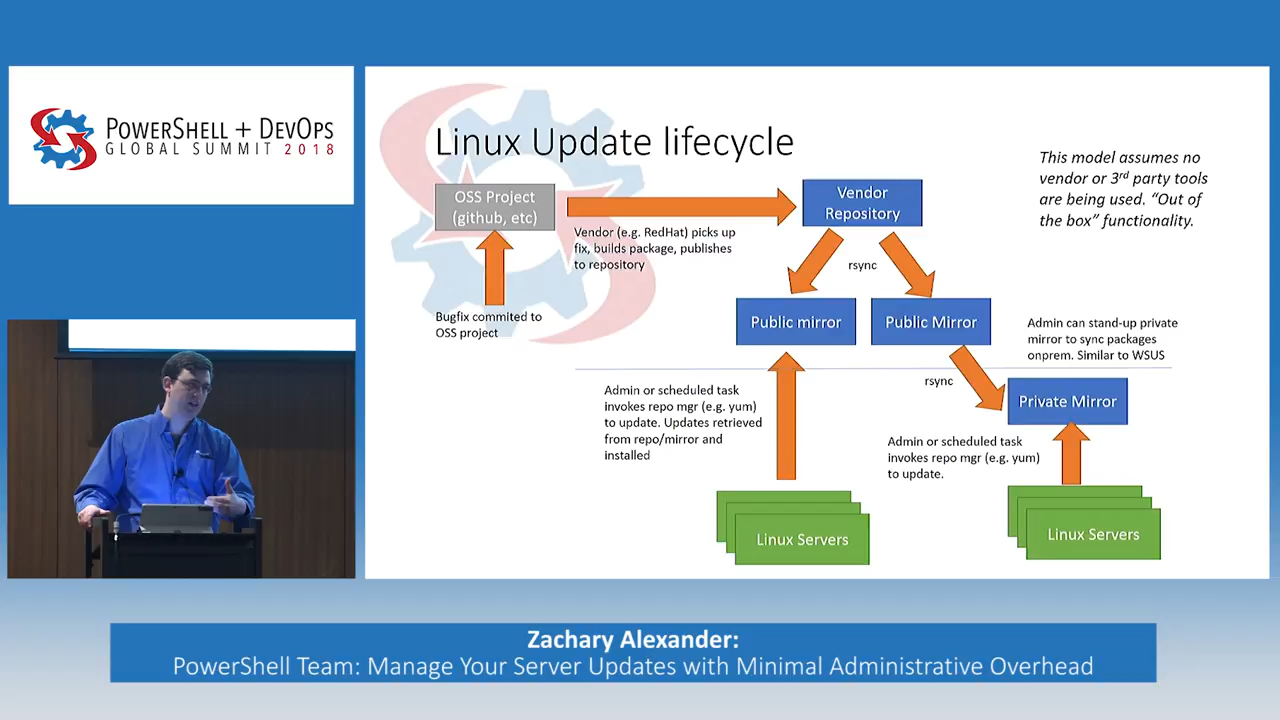 POWERSHELL + DEVOPS
GLOBAL SUMMIT 2018
Linux Update lifecycle
This model assumes no
vendor or 3rd party tools
are being used. “Out of
the box” functionality.
OSS Project
(github, etc)
Vendor
Repository
Vendor (e.g. RedHat) picks up
fix, builds package, publishes
to repository
rsync
Bugfix commited to
OSS project
Public mirror
Public Mirror
Admin can stand-up private
mirror to sync packages
onprem. Similar to WSUS
rsync
Private Mirror
Admin or scheduled task
invokes repo mgr (e.g. yum)
to update. Updates retrieved
from repo/mirror and
installed
Admin or scheduled task
invokes repo mgr (e.g. yum)
to update.
Linux Servers
Linux Servers
Zachary Alexander:
PowerShell Team: Manage Your Server Updates with Minimal Administrative Overhead